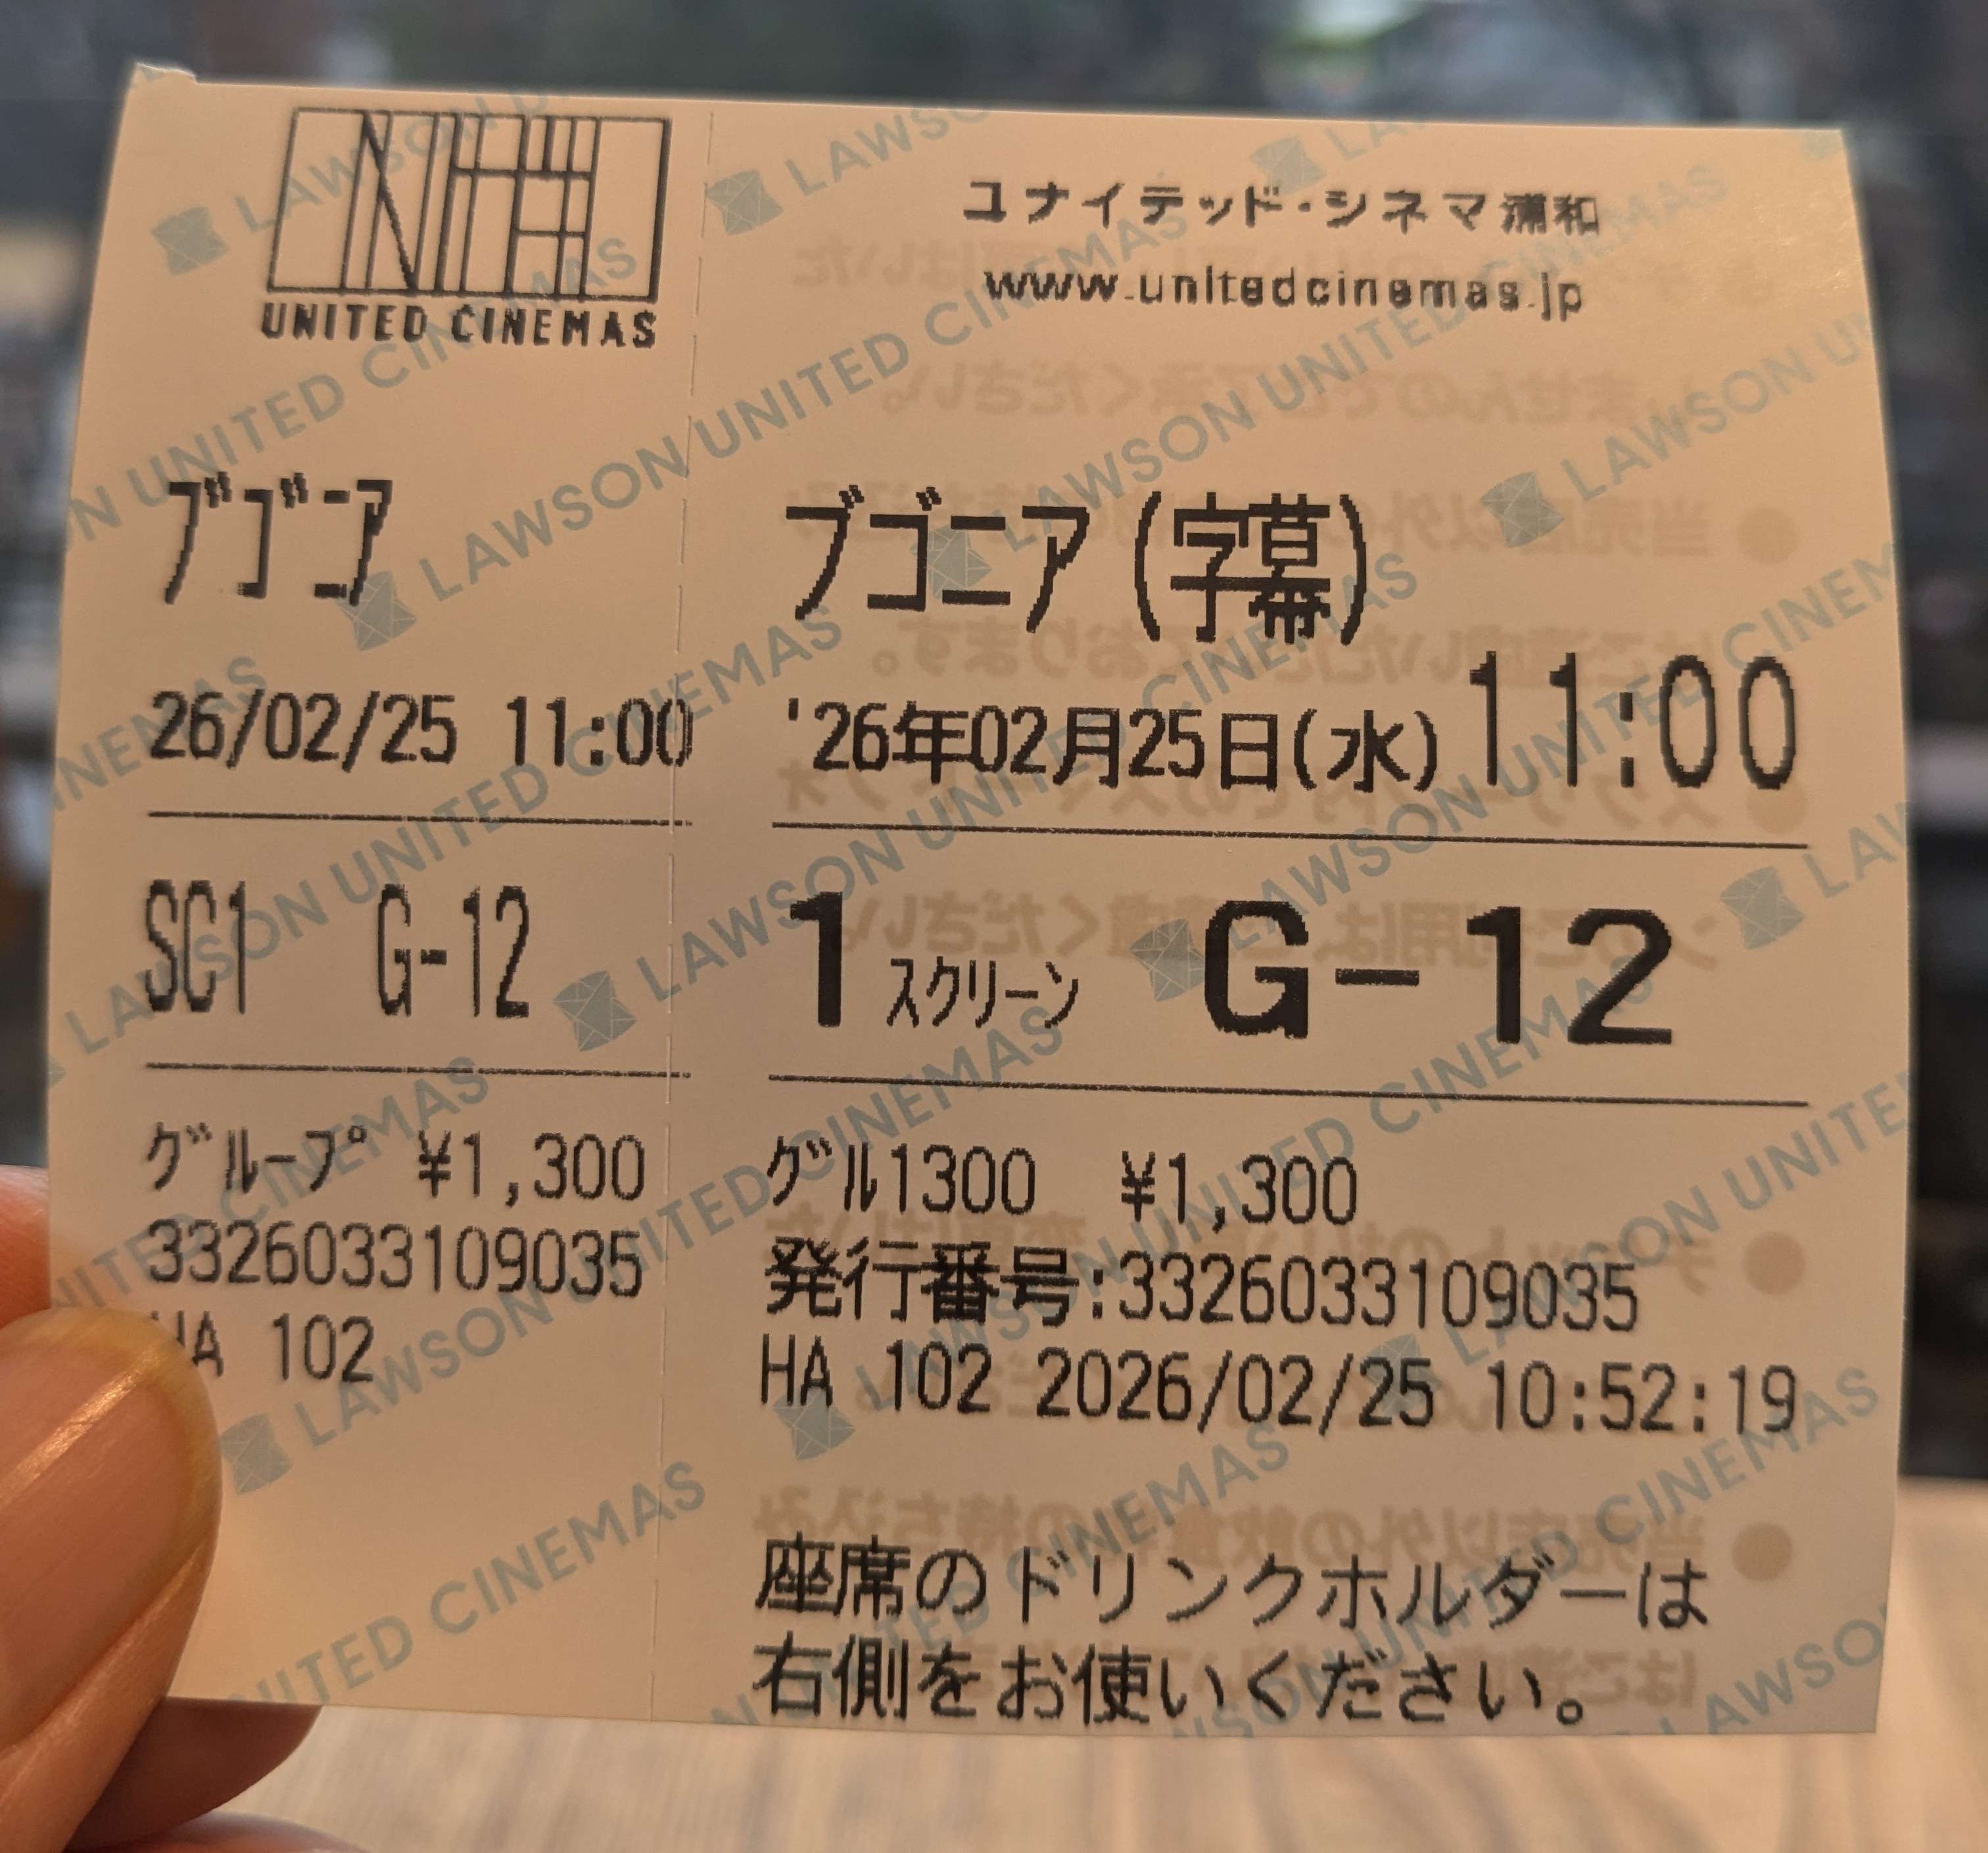 UNITED CINEMAS
ブゴニア
26/02/25 11:00
SC1 G-12
グループ ¥1,300
3326033109035
HA 102
ユナイテッド・シネマ浦和
www.unitedcinemas.jp
ブゴニア(字幕)
'26年02月25日(水) 11:00
1スクリーン G-12
グル1300 ¥1,300
発行番号:3326033109035
HA 102 2026/02/25 10:52:19
座席のドリンクホルダーは
右側をお使いください。
LAWSON UNITED CINEMAS